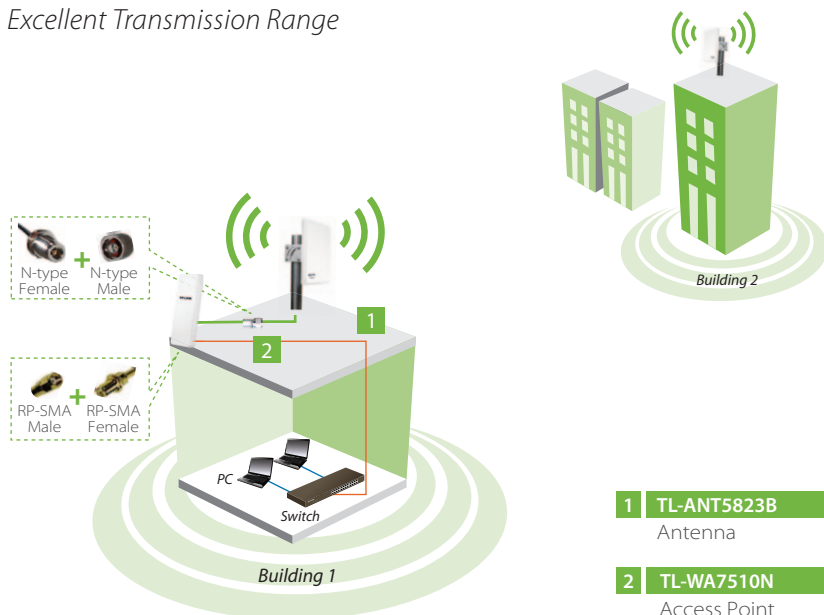 Excellent Transmission Range
Building 2
N-type Female
N-type Male
1
2
RP-SMA Male
RP-SMA Female
PC
Switch
Building 1
1 TL-ANT5823B
Antenna
2 TL-WA7510N
Access Point